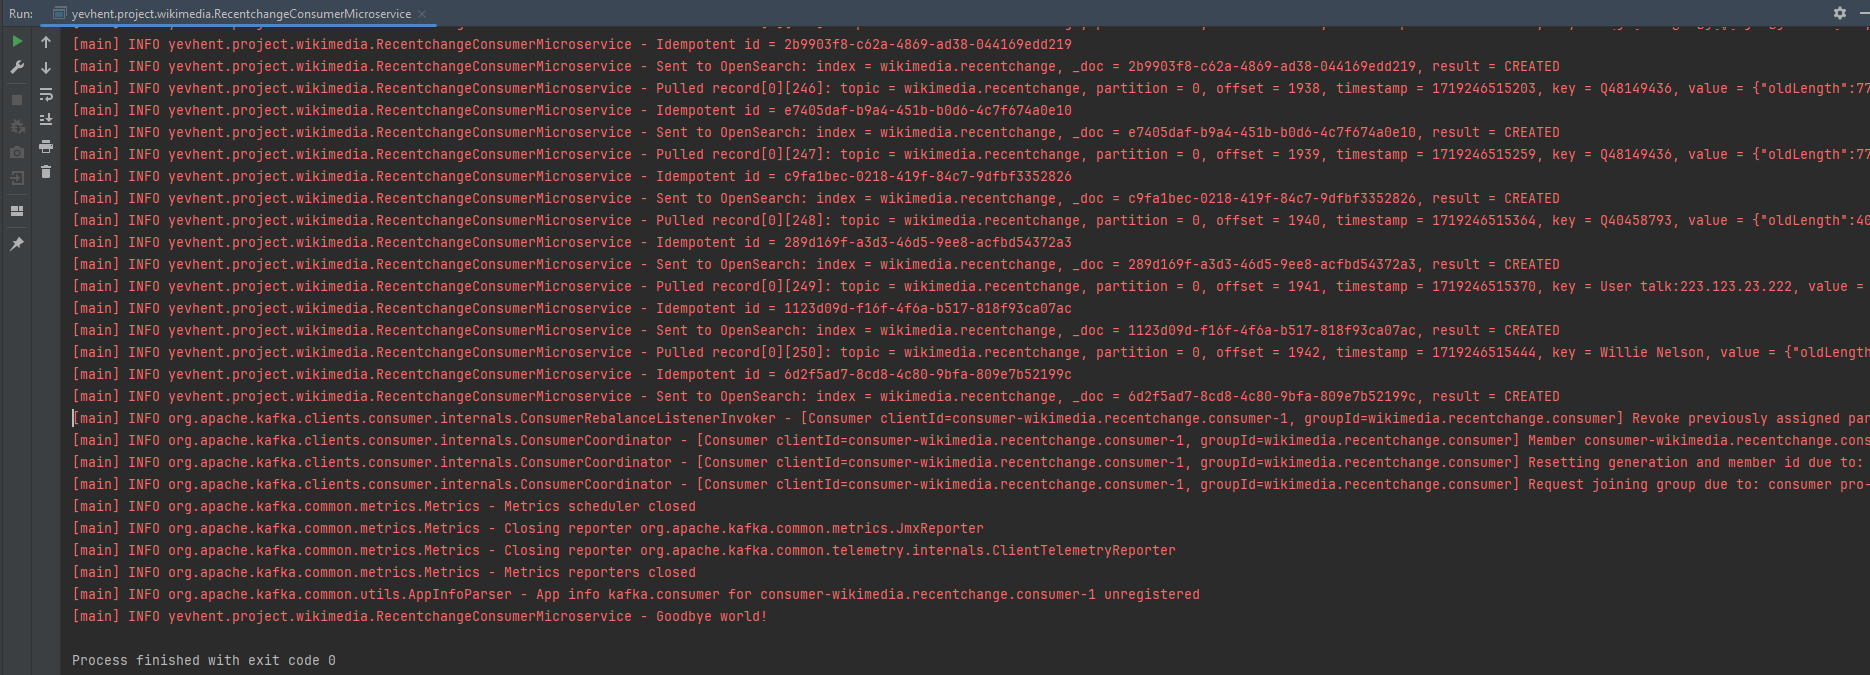 Run: yevhent.project.wikimedia.RecentchangeConsumerMicroservice
[main] INFO yevhent.project.wikimedia.RecentchangeConsumerMicroservice - Idempotent id = 2b9903f8-c62a-4869-ad38-044169edd219
[main] INFO yevhent.project.wikimedia.RecentchangeConsumerMicroservice - Sent to OpenSearch: index = wikimedia.recentchange, _doc = 2b9903f8-c62a-4869-ad38-044169edd219, result = CREATED
[main] INFO yevhent.project.wikimedia.RecentchangeConsumerMicroservice - Pulled record[0][246]: topic = wikimedia.recentchange, partition = 0, offset = 1938, timestamp = 1719246515203, key = Q48149436, value = {"oldLength":77
[main] INFO yevhent.project.wikimedia.RecentchangeConsumerMicroservice - Idempotent id = e7405daf-b9a4-451b-b0d6-4c7f674a0e10
[main] INFO yevhent.project.wikimedia.RecentchangeConsumerMicroservice - Sent to OpenSearch: index = wikimedia.recentchange, _doc = e7405daf-b9a4-451b-b0d6-4c7f674a0e10, result = CREATED
[main] INFO yevhent.project.wikimedia.RecentchangeConsumerMicroservice - Pulled record[0][247]: topic = wikimedia.recentchange, partition = 0, offset = 1939, timestamp = 1719246515259, key = Q48149436, value = {"oldLength":77
[main] INFO yevhent.project.wikimedia.RecentchangeConsumerMicroservice - Idempotent id = c9fa1bec-0218-419f-84c7-9dfbf3352826
[main] INFO yevhent.project.wikimedia.RecentchangeConsumerMicroservice - Sent to OpenSearch: index = wikimedia.recentchange, _doc = c9fa1bec-0218-419f-84c7-9dfbf3352826, result = CREATED
[main] INFO yevhent.project.wikimedia.RecentchangeConsumerMicroservice - Pulled record[0][248]: topic = wikimedia.recentchange, partition = 0, offset = 1940, timestamp = 1719246515364, key = Q40458793, value = {"oldLength":40
[main] INFO yevhent.project.wikimedia.RecentchangeConsumerMicroservice - Idempotent id = 289d169f-a3d3-46d5-9ee8-acfbd54372a3
[main] INFO yevhent.project.wikimedia.RecentchangeConsumerMicroservice - Sent to OpenSearch: index = wikimedia.recentchange, _doc = 289d169f-a3d3-46d5-9ee8-acfbd54372a3, result = CREATED
[main] INFO yevhent.project.wikimedia.RecentchangeConsumerMicroservice - Pulled record[0][249]: topic = wikimedia.recentchange, partition = 0, offset = 1941, timestamp = 1719246515370, key = User talk:223.123.23.222, value =
[main] INFO yevhent.project.wikimedia.RecentchangeConsumerMicroservice - Idempotent id = 1123d09d-f16f-4f6a-b517-818f93ca07ac
[main] INFO yevhent.project.wikimedia.RecentchangeConsumerMicroservice - Sent to OpenSearch: index = wikimedia.recentchange, _doc = 1123d09d-f16f-4f6a-b517-818f93ca07ac, result = CREATED
[main] INFO yevhent.project.wikimedia.RecentchangeConsumerMicroservice - Pulled record[0][250]: topic = wikimedia.recentchange, partition = 0, offset = 1942, timestamp = 1719246515444, key = Willie Nelson, value = {"oldLength
[main] INFO yevhent.project.wikimedia.RecentchangeConsumerMicroservice - Idempotent id = 6d2f5ad7-8cd8-4c80-9bfa-809e7b52199c
[main] INFO yevhent.project.wikimedia.RecentchangeConsumerMicroservice - Sent to OpenSearch: index = wikimedia.recentchange, _doc = 6d2f5ad7-8cd8-4c80-9bfa-809e7b52199c, result = CREATED
[main] INFO org.apache.kafka.clients.consumer.internals.ConsumerRebalanceListenerInvoker - [Consumer clientId=consumer-wikimedia.recentchange.consumer-1, groupId=wikimedia.recentchange.consumer] Revoke previously assigned par
[main] INFO org.apache.kafka.clients.consumer.internals.ConsumerCoordinator - [Consumer clientId=consumer-wikimedia.recentchange.consumer-1, groupId=wikimedia.recentchange.consumer] Member consumer-wikimedia.recentchange.cons
[main] INFO org.apache.kafka.clients.consumer.internals.ConsumerCoordinator - [Consumer clientId=consumer-wikimedia.recentchange.consumer-1, groupId=wikimedia.recentchange.consumer] Resetting generation and member id due to:
[main] INFO org.apache.kafka.clients.consumer.internals.ConsumerCoordinator - [Consumer clientId=consumer-wikimedia.recentchange.consumer-1, groupId=wikimedia.recentchange.consumer] Request joining group due to: consumer pro-
[main] INFO org.apache.kafka.common.metrics.Metrics - Metrics scheduler closed
[main] INFO org.apache.kafka.common.metrics.Metrics - Closing reporter org.apache.kafka.common.metrics.JmxReporter
[main] INFO org.apache.kafka.common.metrics.Metrics - Closing reporter org.apache.kafka.common.telemetry.internals.ClientTelemetryReporter
[main] INFO org.apache.kafka.common.metrics.Metrics - Metrics reporters closed
[main] INFO org.apache.kafka.common.utils.AppInfoParser - App info kafka.consumer for consumer-wikimedia.recentchange.consumer-1 unregistered
[main] INFO yevhent.project.wikimedia.RecentchangeConsumerMicroservice - Goodbye world!
Process finished with exit code 0